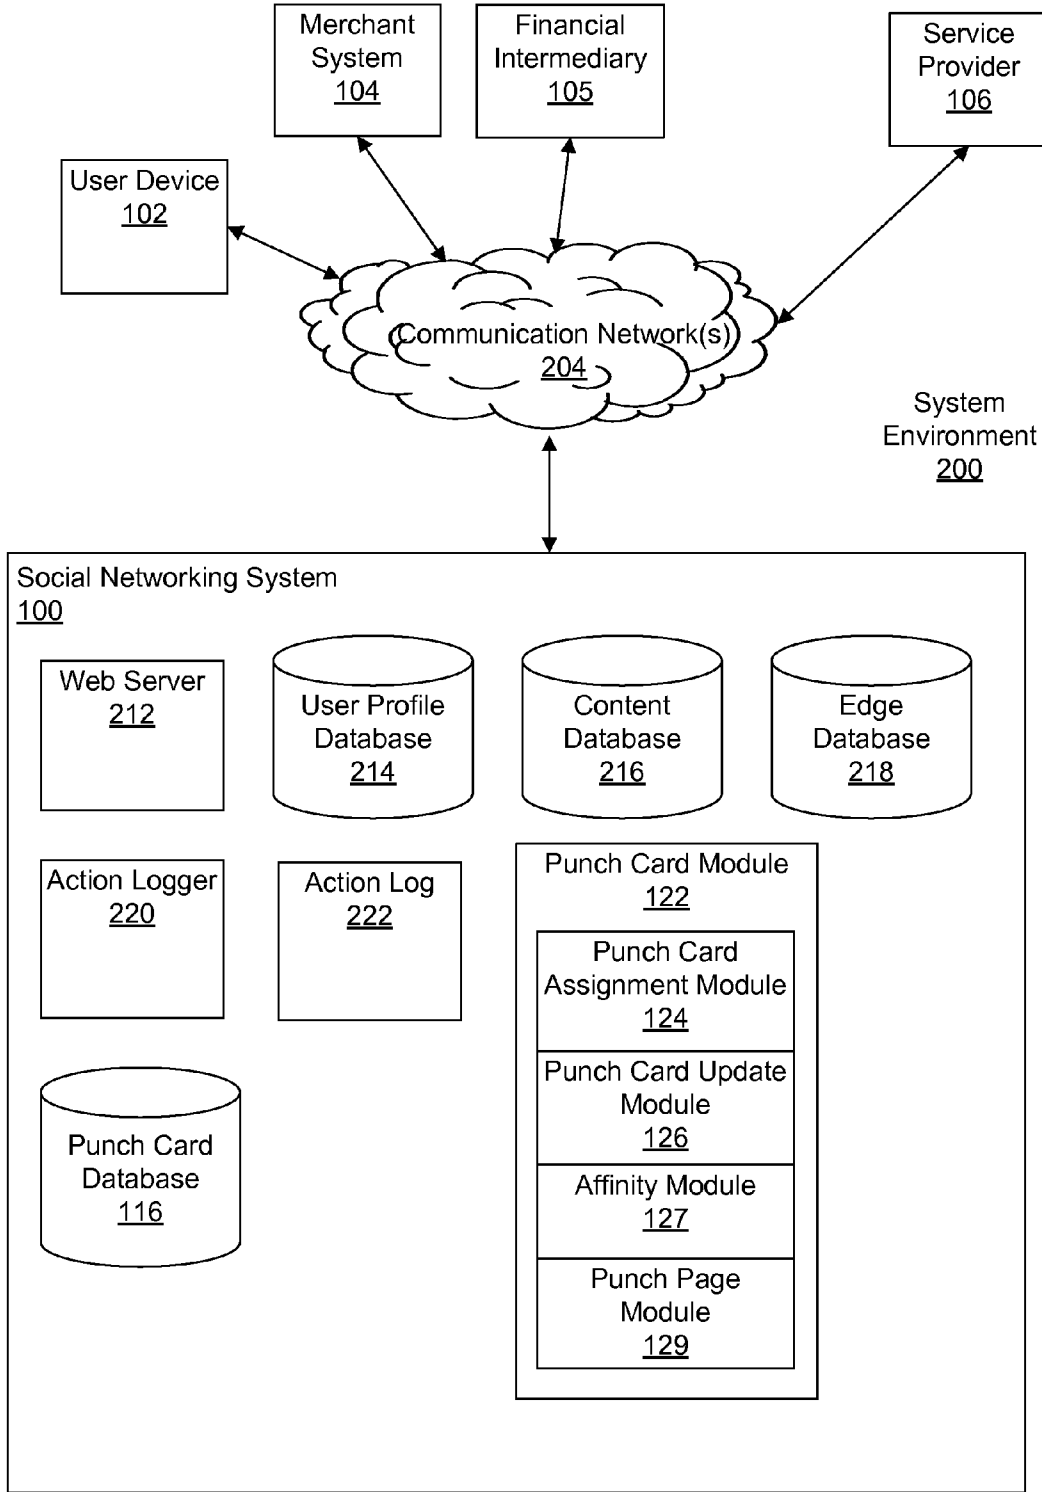 Merchant
System
104
Financial
Intermediary
105
Service
Provider
106
User Device
102
Communication Network(s)
204
System
Environment
200
Social Networking System
100
Web Server
212
User Profile
Database
214
Content
Database
216
Edge
Database
218
Action Logger
220
Action Log
222
Punch Card Module
122
Punch Card
Assignment Module
124
Punch Card Update
Module
126
Affinity Module
127
Punch Page
Module
129
Punch Card
Database
116